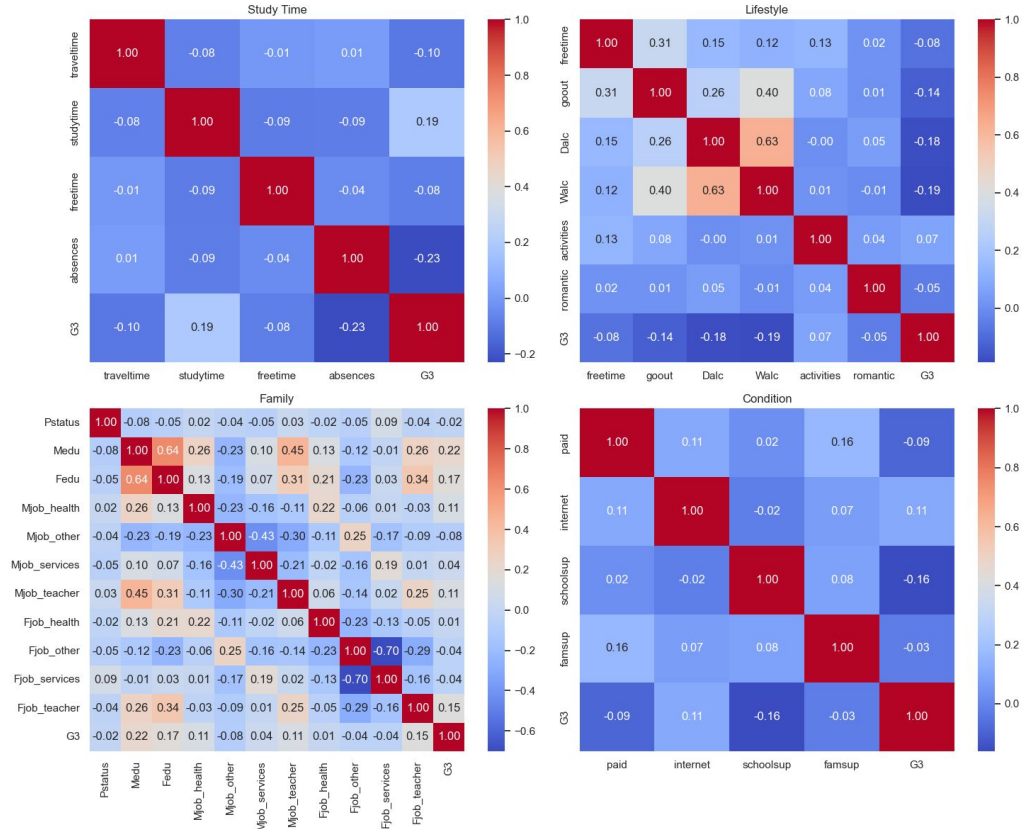 Study Time
traveltime 1.00 -0.08 -0.01 0.01 -0.10
studytime -0.08 1.00 -0.09 -0.09 0.19
freetime -0.01 -0.09 1.00 -0.04 -0.08
absences 0.01 -0.09 -0.04 1.00 -0.23
G3 -0.10 0.19 -0.08 -0.23 1.00
traveltime studytime freetime absences G3
1.0
0.8
0.6
0.4
0.2
0.0
−0.2
Lifestyle
freetime 1.00 0.31 0.15 0.12 0.13 0.02 -0.08
goout 0.31 1.00 0.26 0.40 0.08 0.01 -0.14
Dalc 0.15 0.26 1.00 0.63 -0.00 0.05 -0.18
Walc 0.12 0.40 0.63 1.00 0.01 -0.01 -0.19
activities 0.13 0.08 -0.00 0.01 1.00 0.04 0.07
romantic 0.02 0.01 0.05 -0.01 0.04 1.00 -0.05
G3 -0.08 -0.14 -0.18 -0.19 0.07 -0.05 1.00
freetime goout Dalc Walc activities romantic G3
1.0
0.8
0.6
0.4
0.2
0.0
Family
Pstatus 1.00 -0.08 -0.05 0.02 -0.04 -0.05 0.03 -0.02 -0.05 0.09 -0.04 -0.02
Medu -0.08 1.00 0.64 0.26 -0.23 0.10 0.45 0.13 -0.12 -0.01 0.26 0.22
Fedu -0.05 0.64 1.00 0.13 -0.19 0.07 0.31 0.21 -0.23 0.03 0.34 0.17
Mjob_health 0.02 0.26 0.13 1.00 -0.23 -0.16 -0.11 0.22 -0.06 0.01 -0.03 0.11
Mjob_other -0.04 -0.23 -0.19 -0.23 1.00 -0.43 -0.30 -0.11 0.25 -0.17 -0.09 -0.08
Mjob_services -0.05 0.10 0.07 -0.16 -0.43 1.00 -0.21 -0.02 -0.16 0.19 0.01 0.04
Mjob_teacher 0.03 0.45 0.31 -0.11 -0.30 -0.21 1.00 0.06 -0.14 0.02 0.25 0.11
Fjob_health -0.02 0.13 0.21 0.22 -0.11 -0.02 0.06 1.00 -0.23 -0.13 -0.05 0.01
Fjob_other -0.05 -0.12 -0.23 -0.06 0.25 -0.16 -0.14 -0.23 1.00 -0.70 -0.29 -0.04
Fjob_services 0.09 -0.01 0.03 0.01 -0.17 0.19 0.02 -0.13 -0.70 1.00 -0.16 -0.04
Fjob_teacher -0.04 0.26 0.34 -0.03 -0.09 0.01 0.25 -0.05 -0.29 -0.16 1.00 0.15
G3 -0.02 0.22 0.17 0.11 -0.08 0.04 0.11 0.01 -0.04 -0.04 0.15 1.00
Pstatus Medu Fedu Mjob_health Mjob_other Mjob_services Mjob_teacher Fjob_health Fjob_other Fjob_services Fjob_teacher G3
1.0
0.8
0.6
0.4
0.2
0.0
−0.2
−0.4
−0.6
Condition
paid 1.00 0.11 0.02 0.16 -0.09
internet 0.11 1.00 -0.02 0.07 0.11
schoolsup 0.02 -0.02 1.00 0.08 -0.16
famsup 0.16 0.07 0.08 1.00 -0.03
G3 -0.09 0.11 -0.16 -0.03 1.00
paid internet schoolsup famsup G3
1.0
0.8
0.6
0.4
0.2
0.0